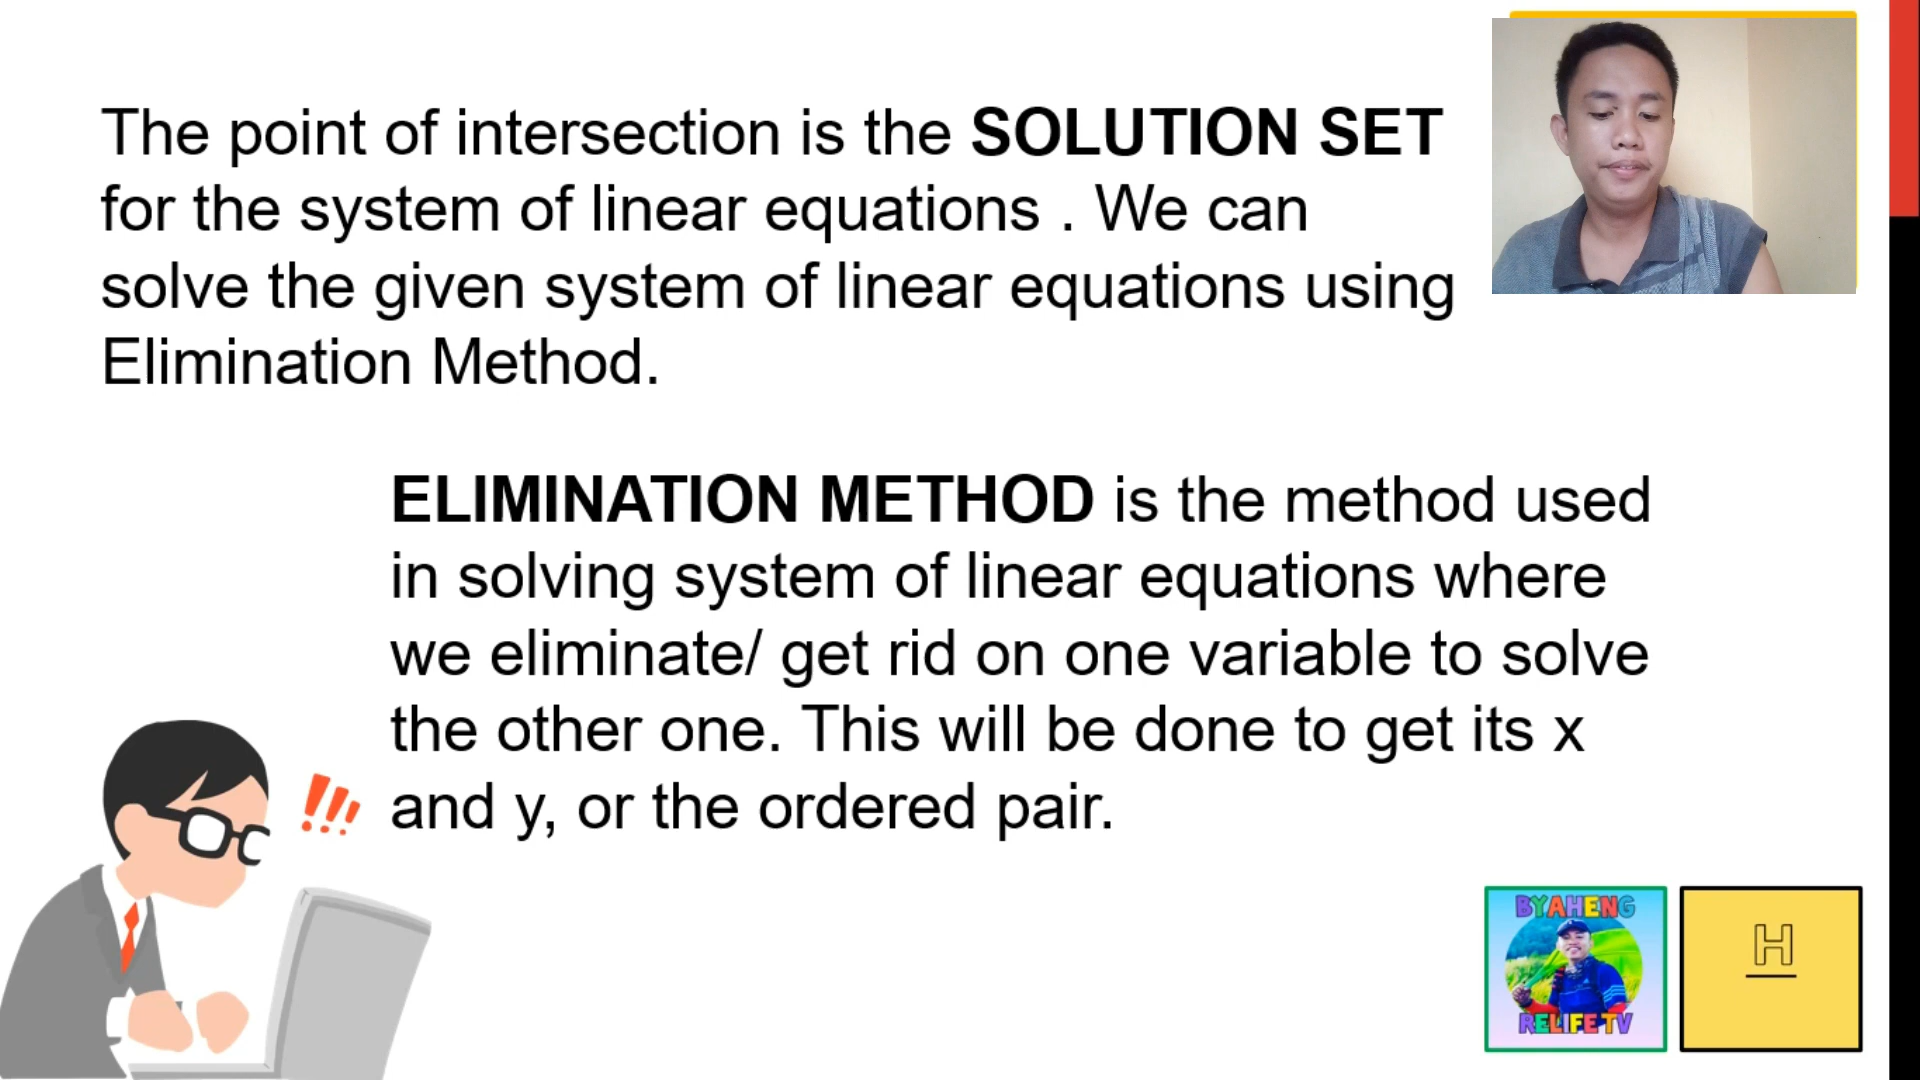 The point of intersection is the SOLUTION SET
for the system of linear equations . We can
solve the given system of linear equations using
Elimination Method.
ELIMINATION METHOD is the method used
in solving system of linear equations where
we eliminate/ get rid on one variable to solve
the other one. This will be done to get its x
and y, or the ordered pair.
!!!
BYAHENG
RELIFE TV
H